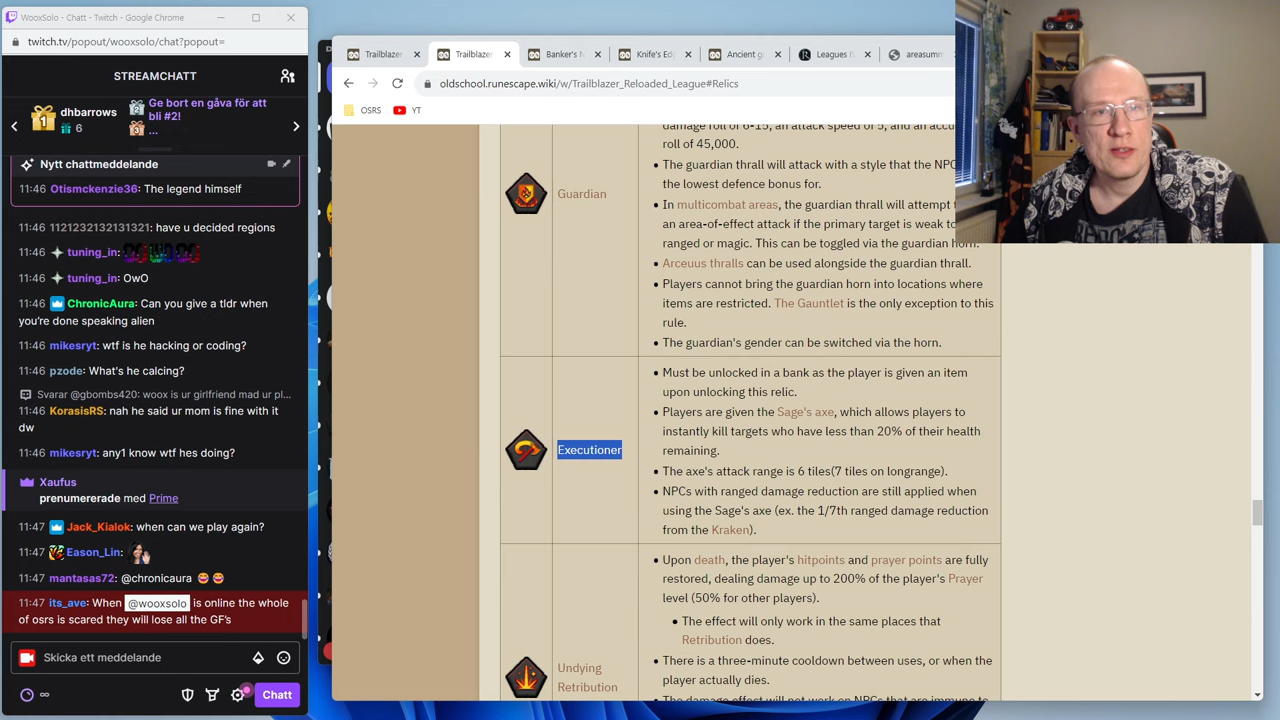 WooxSolo - Chatt - Twitch - Google Chrome
twitch.tv/popout/wooxsolo/chat?popout=
STREAMCHATT
dhbarrows
6
Ge bort en gåva för att
bli #2!
...
Nytt chattmeddelande
11:46 Otismckenzie36: The legend himself
11:46 1121232132131321: have u decided regions
11:46 tuning_in:
11:46 tuning_in: OwO
11:46 ChronicAura: Can you give a tldr when
you're done speaking alien
11:46 mikesryt: wtf is he hacking or coding?
11:46 pzode: What's he calcing?
Svarar @gbombs420: woox is ur girlfriend mad ur pl...
11:46 KorasisRS: nah he said ur mom is fine with it
dw
11:46 mikesryt: any1 know wtf hes doing?
Xaufus
prenumererade med Prime
11:47 Jack_Kialok: when can we play again?
11:47 Eason_Lin:
11:47 mantasas72: @chronicaura
11:47 its_ave: When @wooxsolo is online the whole
of osrs is scared they will lose all the GF's
Skicka ett meddelande
Chatt
Trailblaze
Trailblaze
Banker's N
Knife's Ed
Ancient g
Leagues I
areasumm
oldschool.runescape.wiki/w/Trailblazer_Reloaded_League#Relics
OSRS
YT
damage roll of 6-15, an attack speed of 5, and an accu
roll of 45,000.
The guardian thrall will attack with a style that the NPC
the lowest defence bonus for.
Guardian
In multicombat areas, the guardian thrall will attempt
an area-of-effect attack if the primary target is weak to
ranged or magic. This can be toggled via the guardian horn.
Arceuus thralls can be used alongside the guardian thrall.
Players cannot bring the guardian horn into locations where
items are restricted. The Gauntlet is the only exception to this
rule.
The guardian's gender can be switched via the horn.
Executioner
Must be unlocked in a bank as the player is given an item
upon unlocking this relic.
Players are given the Sage's axe, which allows players to
instantly kill targets who have less than 20% of their health
remaining.
The axe's attack range is 6 tiles(7 tiles on longrange).
NPCs with ranged damage reduction are still applied when
using the Sage's axe (ex. the 1/7th ranged damage reduction
from the Kraken).
Undying
Retribution
Upon death, the player's hitpoints and prayer points are fully
restored, dealing damage up to 200% of the player's Prayer
level (50% for other players).
The effect will only work in the same places that
Retribution does.
There is a three-minute cooldown between uses, or when the
player actually dies.
The damage effect will not work on NPCs that are immune to